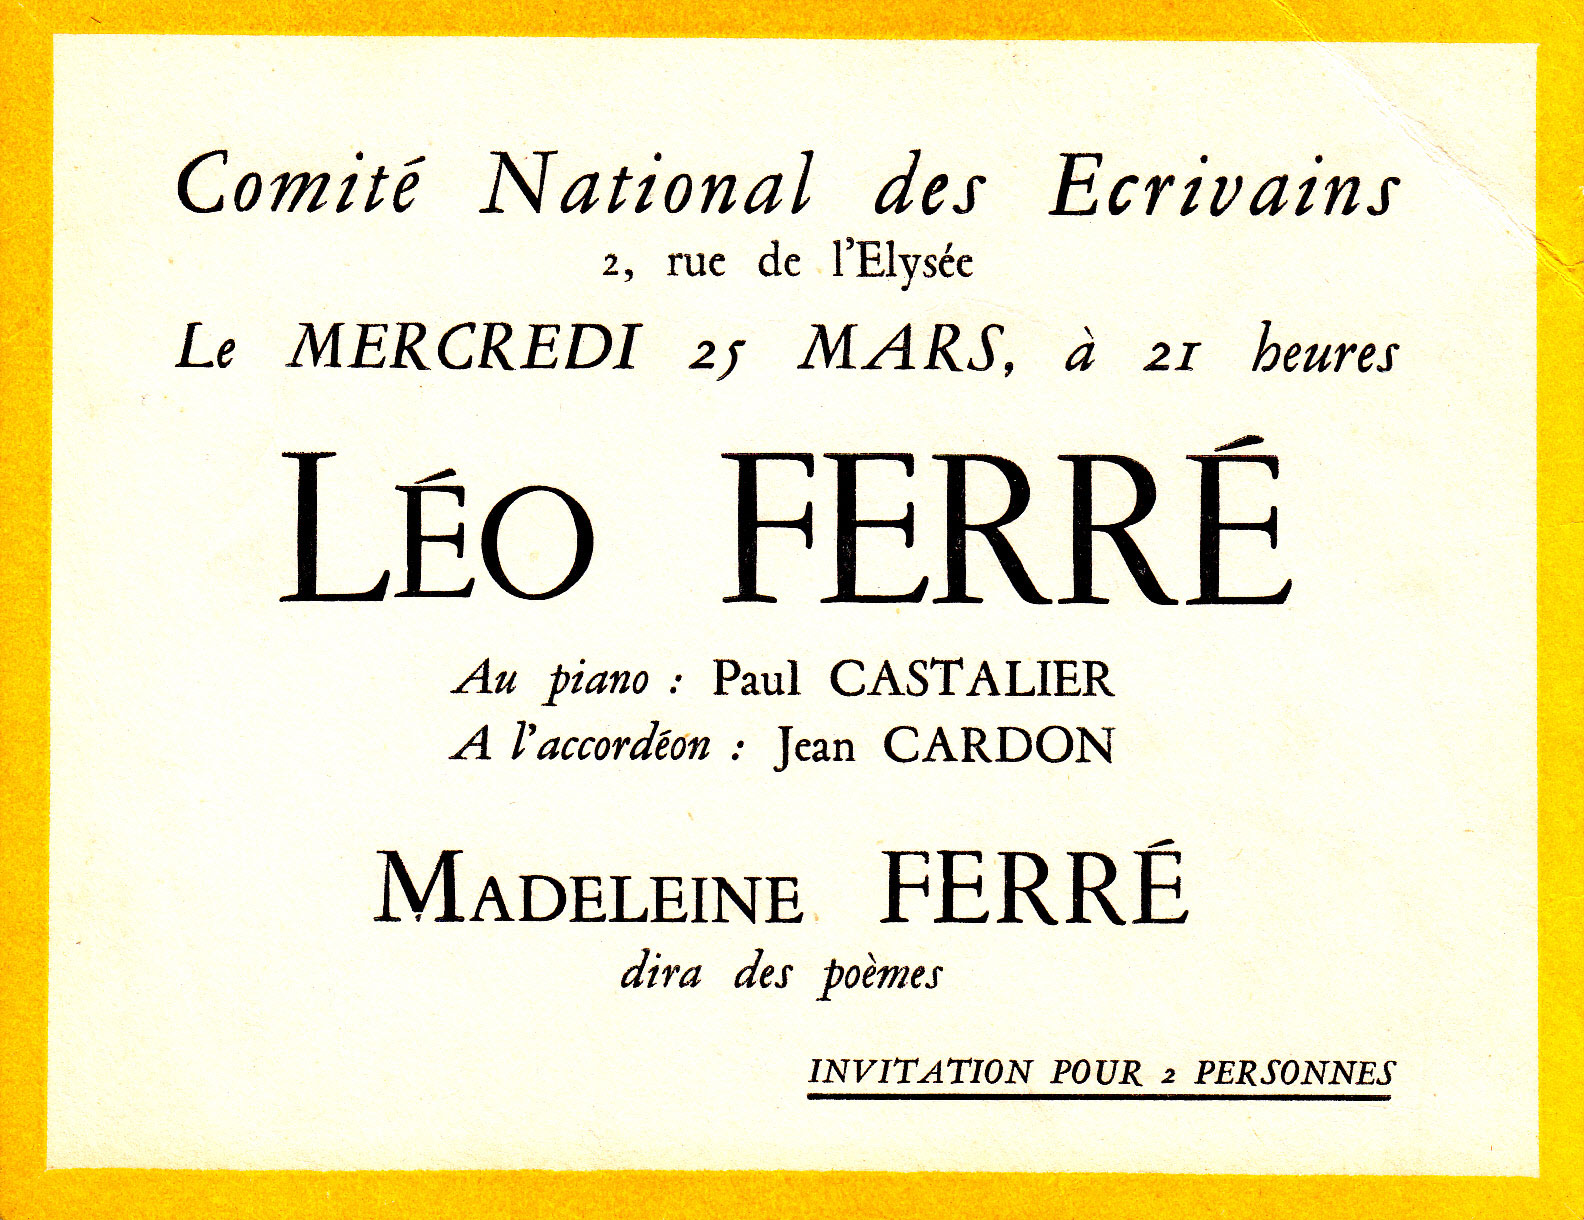 Comité National des Ecrivains
2, rue de l'Elysée
Le MERCREDI 25 MARS, à 21 heures
LÉO FERRÉ
Au piano : Paul CASTALIER
A l'accordéon : Jean CARDON
MADELEINE FERRÉ
dira des poèmes
INVITATION POUR 2 PERSONNES